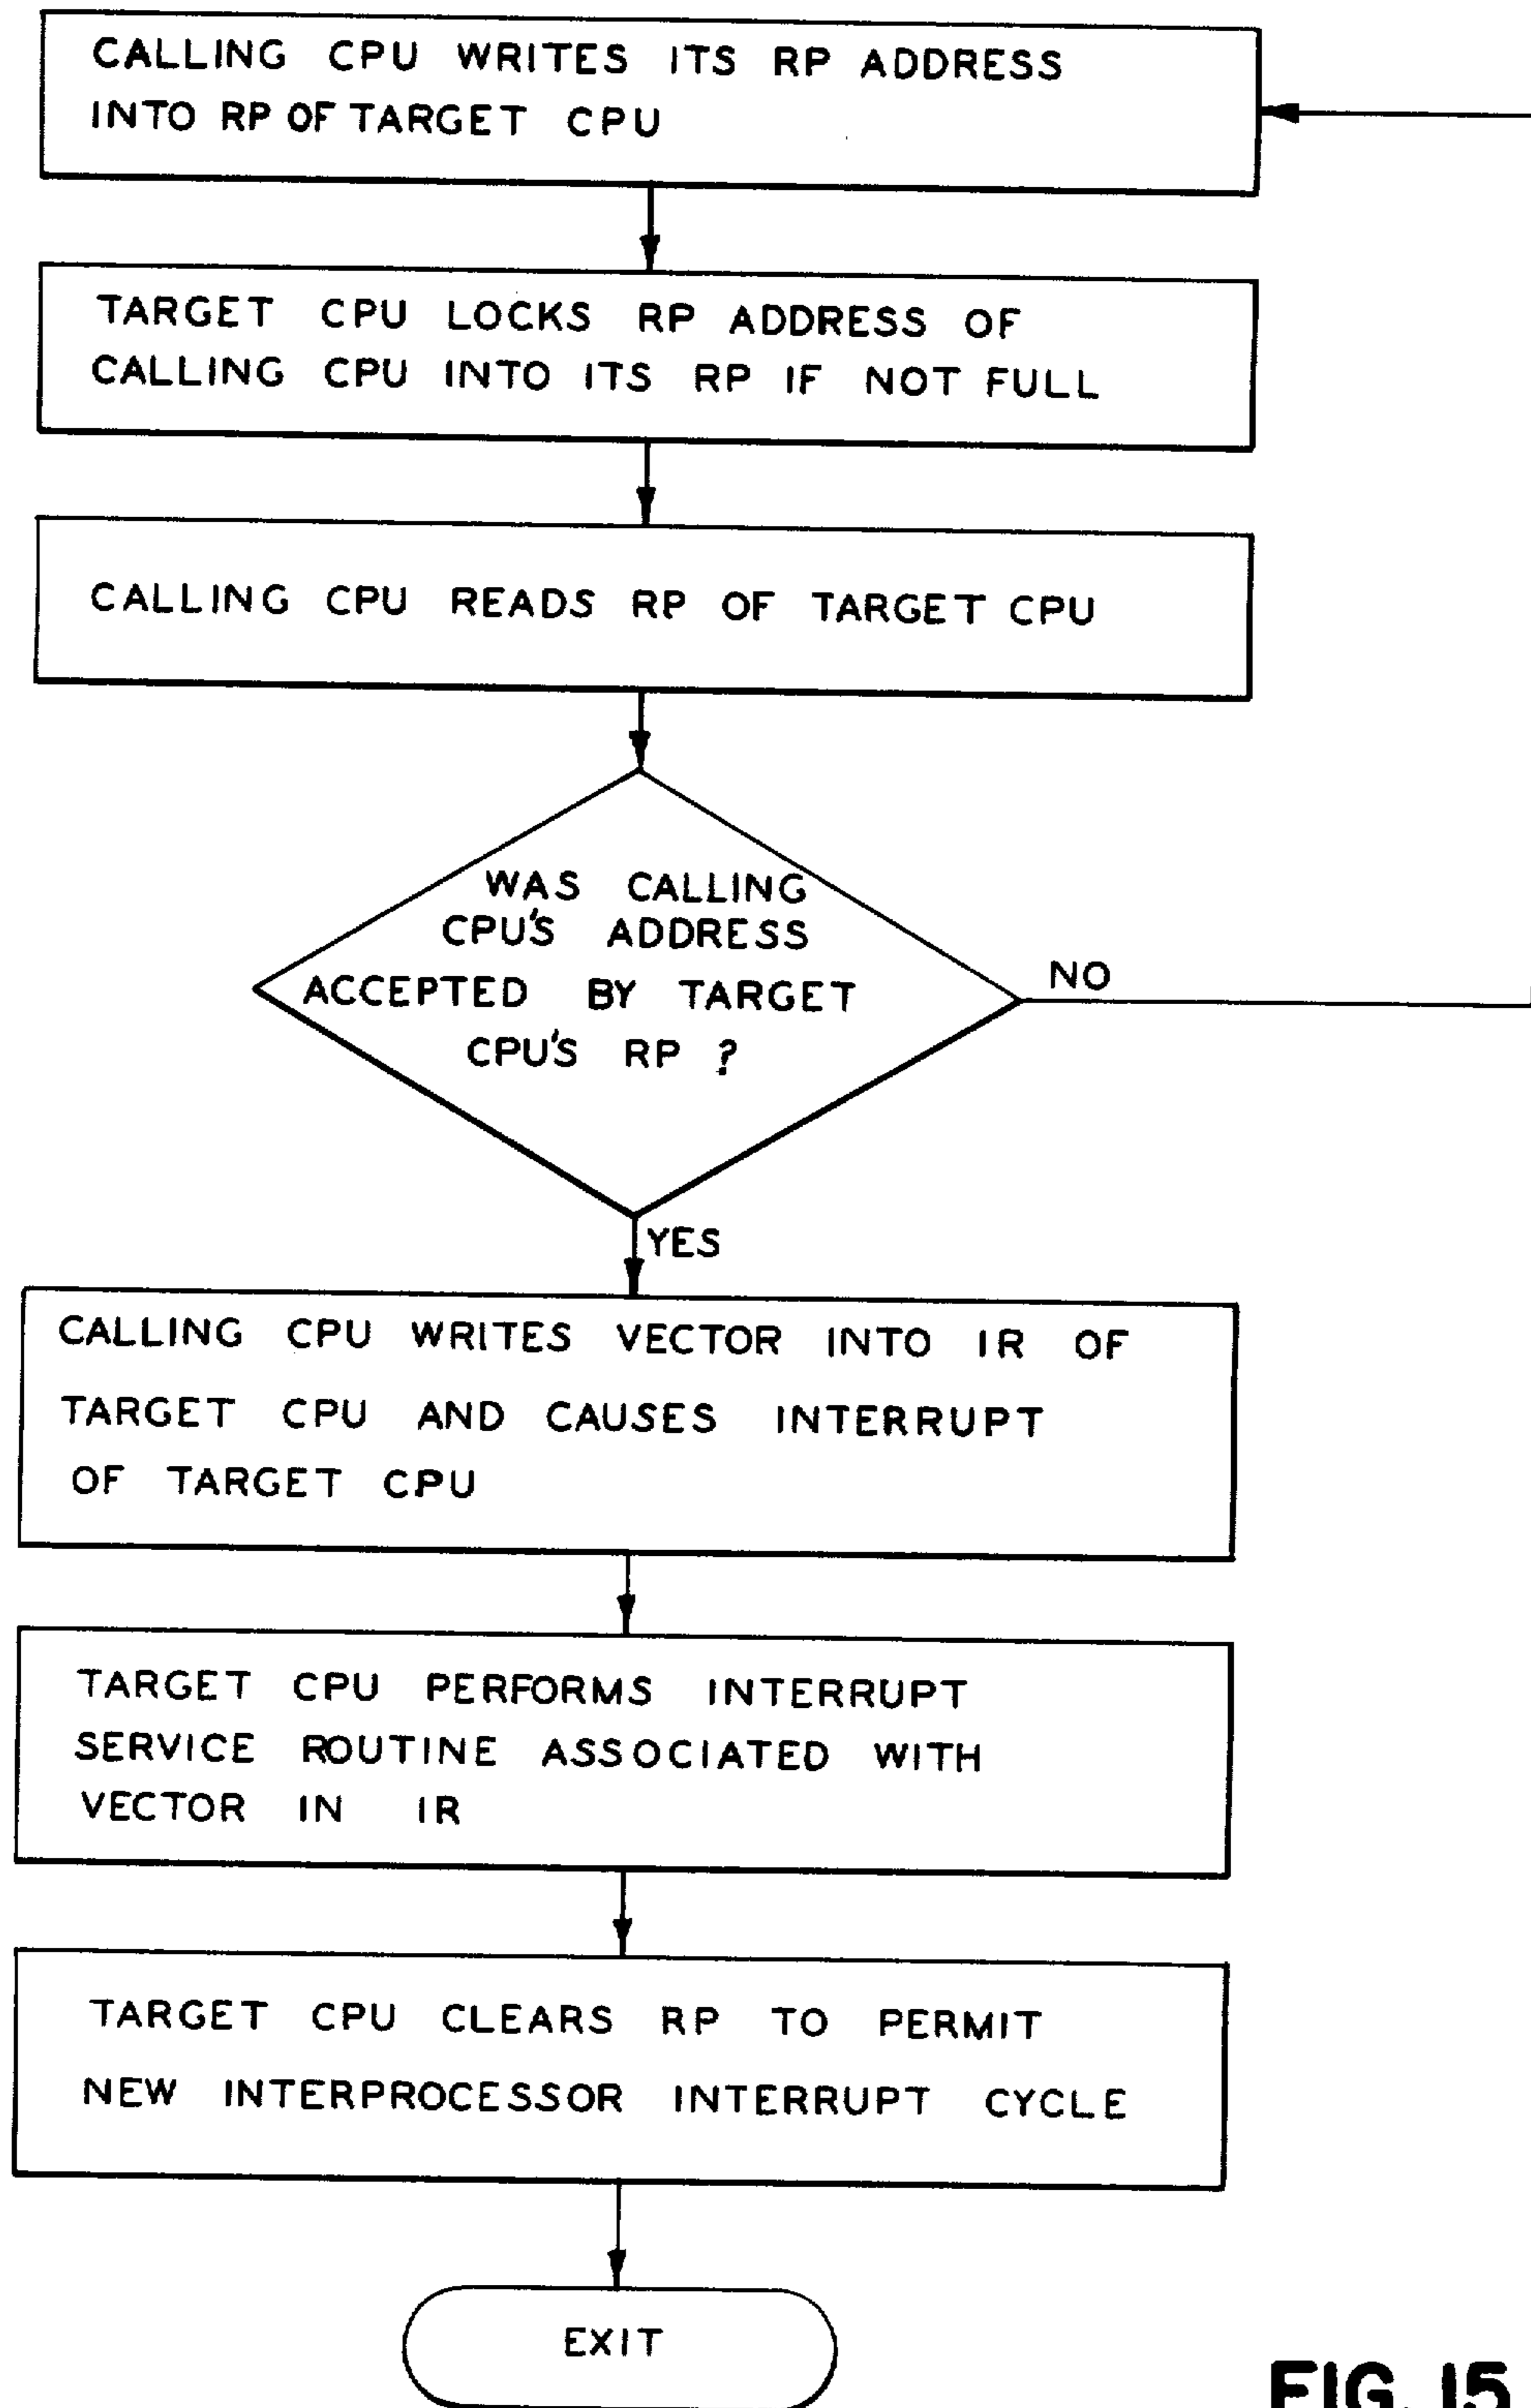 CALLING CPU WRITES ITS RP ADDRESS
INTO RP OF TARGET CPU
TARGET CPU LOCKS RP ADDRESS OF
CALLING CPU INTO ITS RP IF NOT FULL
CALLING CPU READS RP OF TARGET CPU
WAS CALLING
CPU'S ADDRESS
ACCEPTED BY TARGET
CPU'S RP ?
NO
YES
CALLING CPU WRITES VECTOR INTO IR OF
TARGET CPU AND CAUSES INTERRUPT
OF TARGET CPU
TARGET CPU PERFORMS INTERRUPT
SERVICE ROUTINE ASSOCIATED WITH
VECTOR IN IR
TARGET CPU CLEARS RP TO PERMIT
NEW INTERPROCESSOR INTERRUPT CYCLE
EXIT
FIG. 15